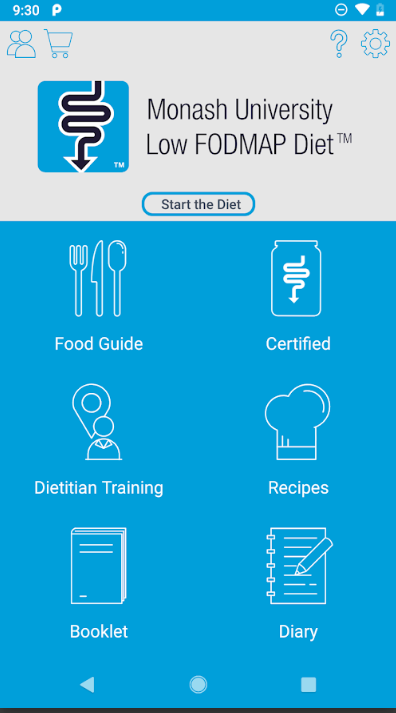 9:30
Monash University
Low FODMAP Diet™
TM
Start the Diet
Food Guide
Certified
Dietitian Training
Recipes
Booklet
Diary